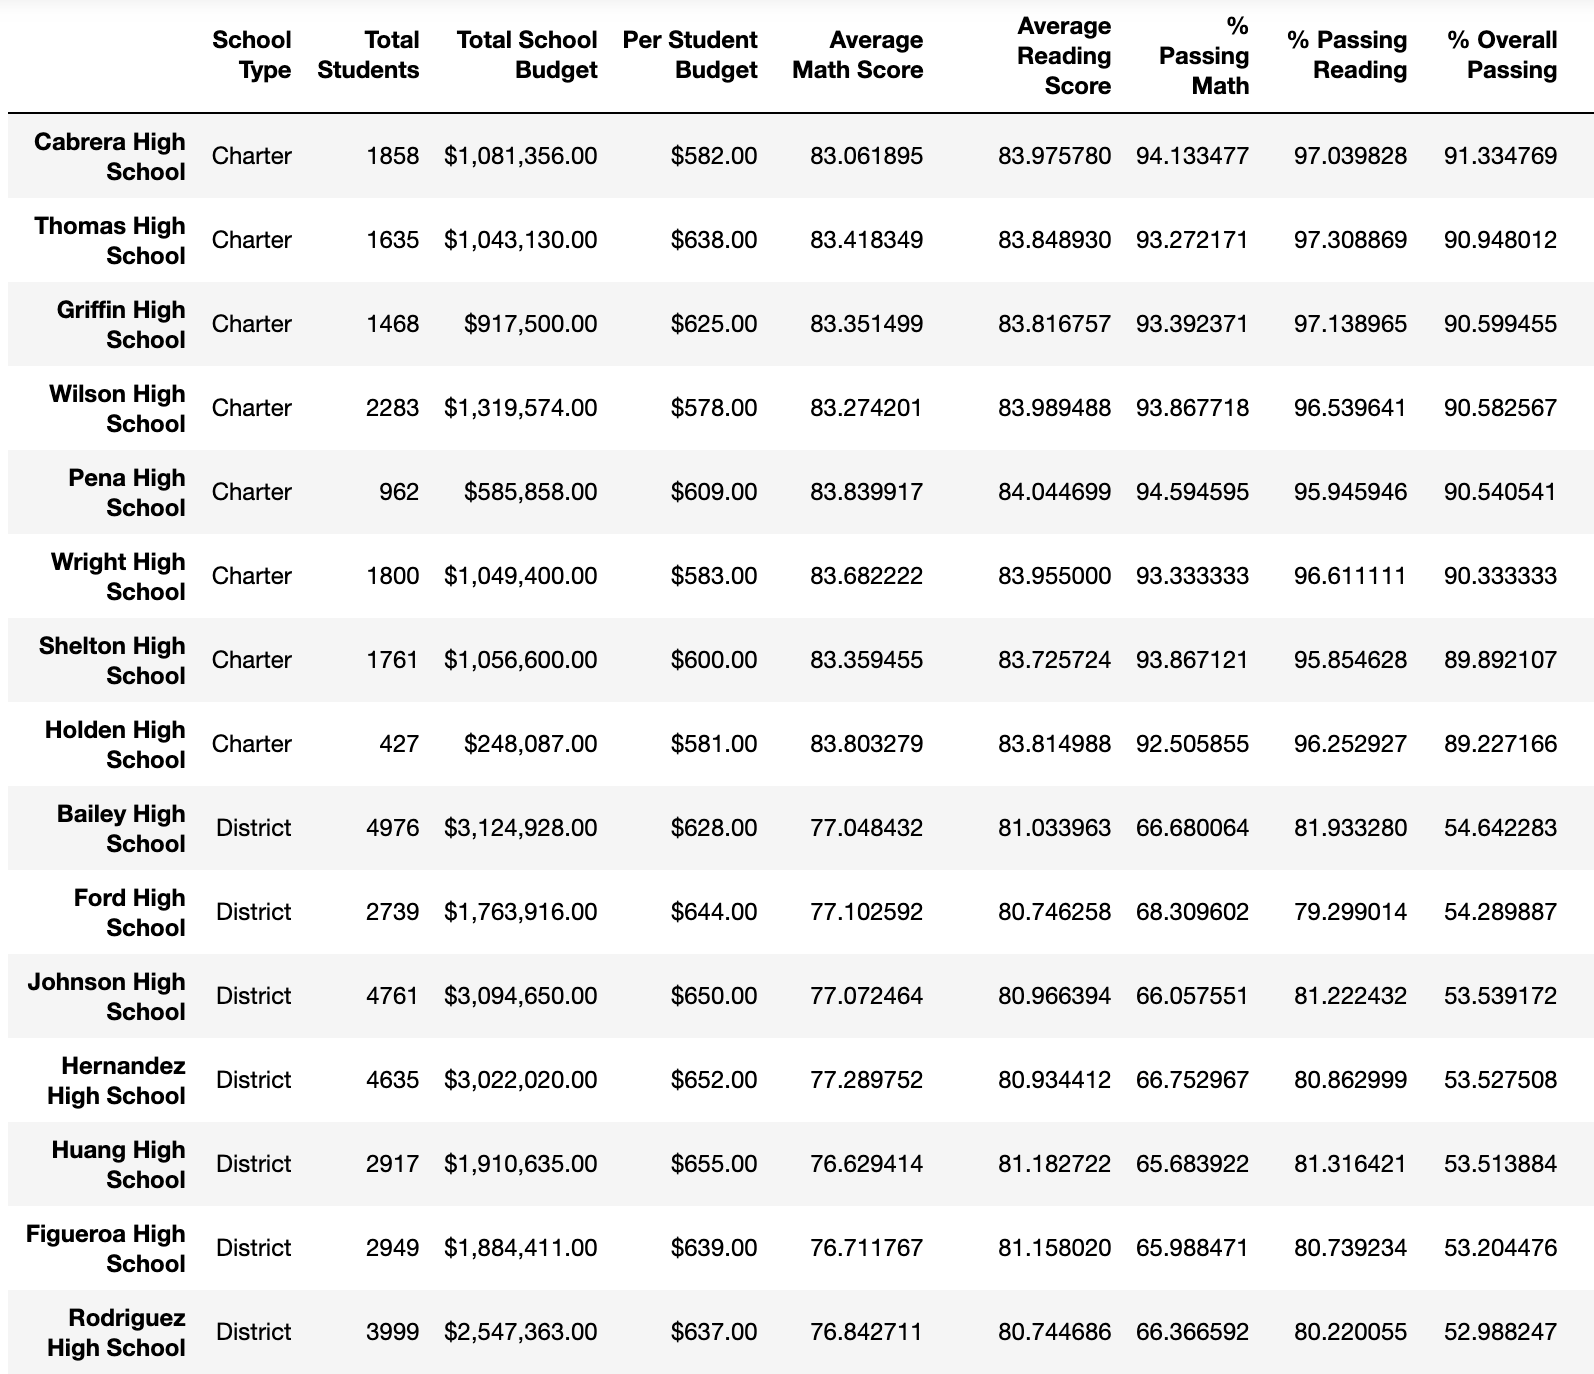 School Type Total Students Total School Budget Per Student Budget Average Math Score Average Reading Score % Passing Math % Passing Reading % Overall Passing
Cabrera High School Charter 1858 $1,081,356.00 $582.00 83.061895 83.975780 94.133477 97.039828 91.334769
Thomas High School Charter 1635 $1,043,130.00 $638.00 83.418349 83.848930 93.272171 97.308869 90.948012
Griffin High School Charter 1468 $917,500.00 $625.00 83.351499 83.816757 93.392371 97.138965 90.599455
Wilson High School Charter 2283 $1,319,574.00 $578.00 83.274201 83.989488 93.867718 96.539641 90.582567
Pena High School Charter 962 $585,858.00 $609.00 83.839917 84.044699 94.594595 95.945946 90.540541
Wright High School Charter 1800 $1,049,400.00 $583.00 83.682222 83.955000 93.333333 96.611111 90.333333
Shelton High School Charter 1761 $1,056,600.00 $600.00 83.359455 83.725724 93.867121 95.854628 89.892107
Holden High School Charter 427 $248,087.00 $581.00 83.803279 83.814988 92.505855 96.252927 89.227166
Bailey High School District 4976 $3,124,928.00 $628.00 77.048432 81.033963 66.680064 81.933280 54.642283
Ford High School District 2739 $1,763,916.00 $644.00 77.102592 80.746258 68.309602 79.299014 54.289887
Johnson High School District 4761 $3,094,650.00 $650.00 77.072464 80.966394 66.057551 81.222432 53.539172
Hernandez High School District 4635 $3,022,020.00 $652.00 77.289752 80.934412 66.752967 80.862999 53.527508
Huang High School District 2917 $1,910,635.00 $655.00 76.629414 81.182722 65.683922 81.316421 53.513884
Figueroa High School District 2949 $1,884,411.00 $639.00 76.711767 81.158020 65.988471 80.739234 53.204476
Rodriguez High School District 3999 $2,547,363.00 $637.00 76.842711 80.744686 66.366592 80.220055 52.988247